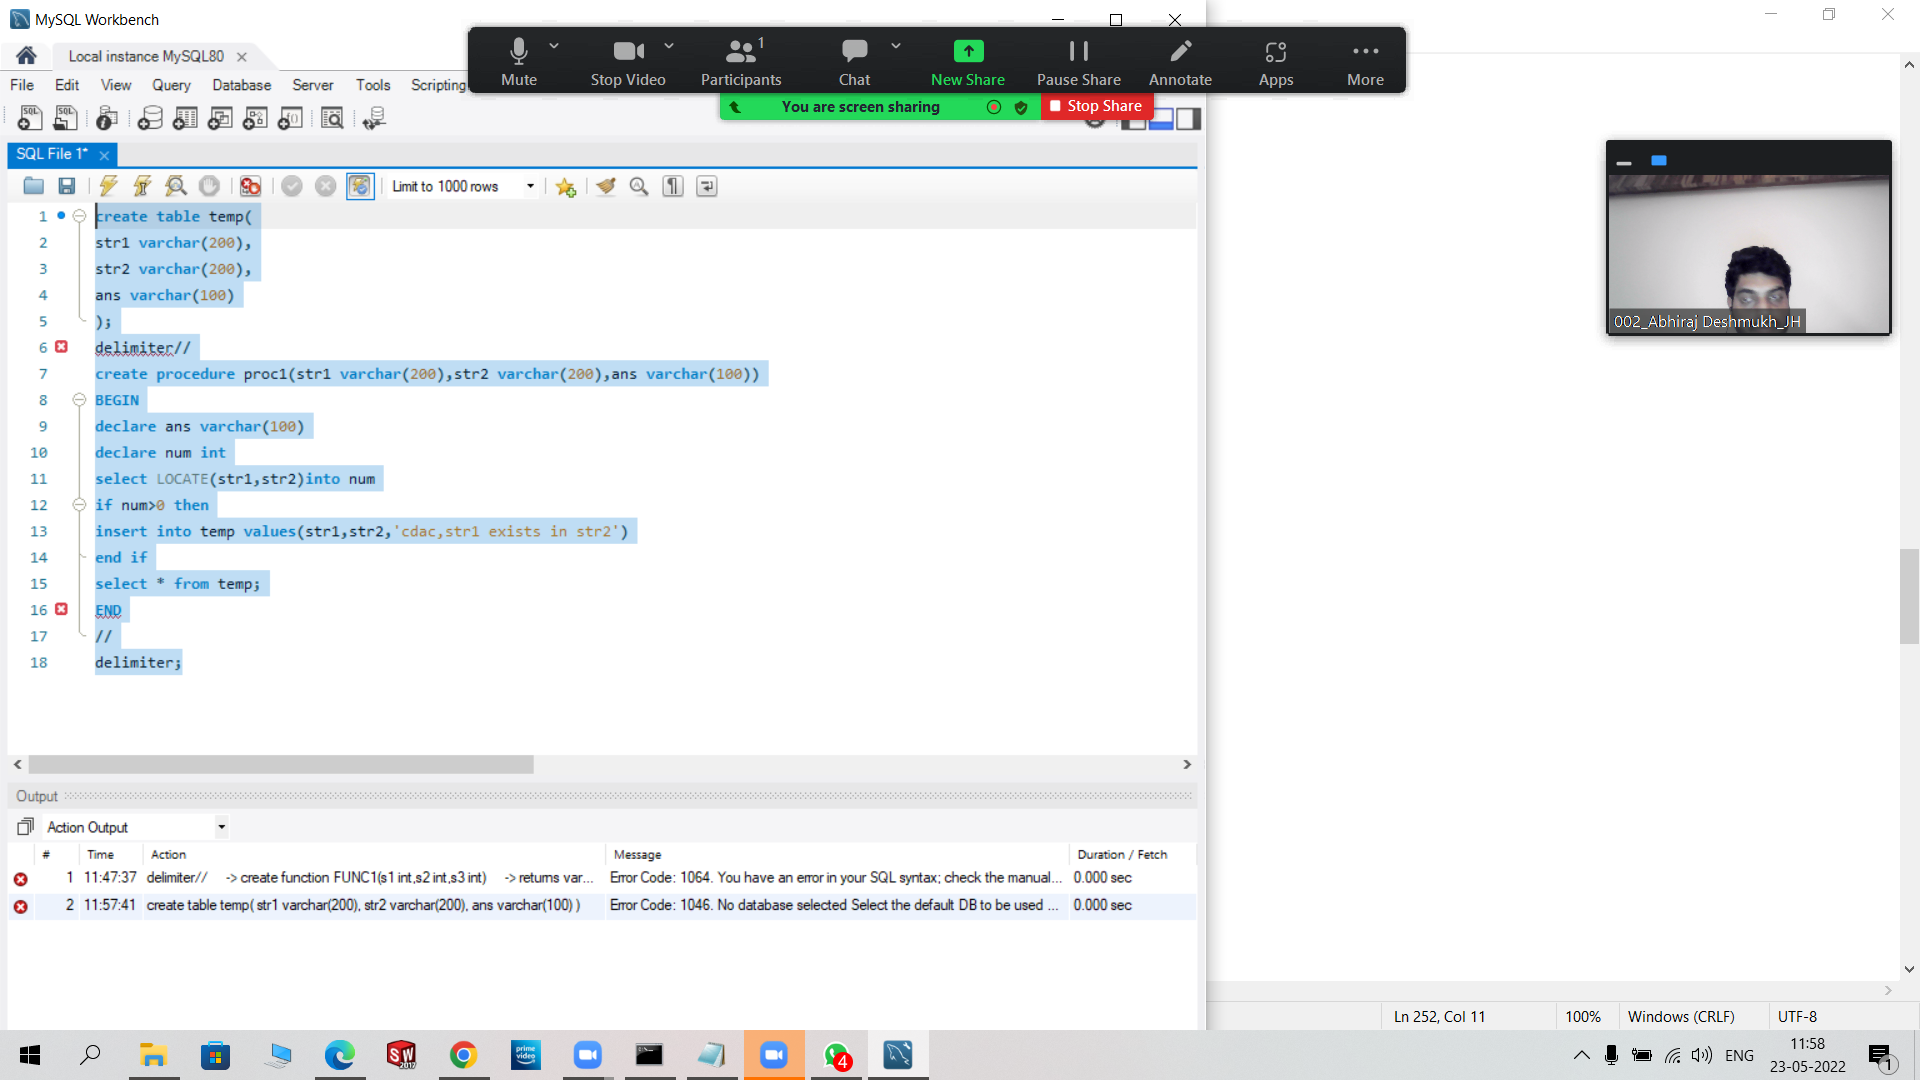 MySQL Workbench
Local instance MySQL80
File Edit View Query Database Server Tools Scripting
Mute
Stop Video
Participants 1
Chat
New Share
Pause Share
Annotate
Apps
More
You are screen sharing
Stop Share
SQL File 1*
Limit to 1000 rows
1 create table temp(
2 str1 varchar(200),
3 str2 varchar(200),
4 ans varchar(100)
5 );
6 delimiter//
7 create procedure proc1(str1 varchar(200),str2 varchar(200),ans varchar(100))
8 BEGIN
9 declare ans varchar(100)
10 declare num int
11 select LOCATE(str1,str2)into num
12 if num>0 then
13 insert into temp values(str1,str2,'cdac,str1 exists in str2')
14 end if
15 select * from temp;
16 END
17 //
18 delimiter;
002_Abhiraj Deshmukh_JH
Output
Action Output
# Time Action Message Duration / Fetch
1 11:47:37 delimiter// -> create function FUNC1(s1 int,s2 int,s3 int) -> returns var... Error Code: 1064. You have an error in your SQL syntax; check the manual... 0.000 sec
2 11:57:41 create table temp( str1 varchar(200), str2 varchar(200), ans varchar(100) ) Error Code: 1046. No database selected Select the default DB to be used ... 0.000 sec
Ln 252, Col 11
100%
Windows (CRLF)
UTF-8
SW
2017
prime
video
4
ENG
11:58
23-05-2022
1